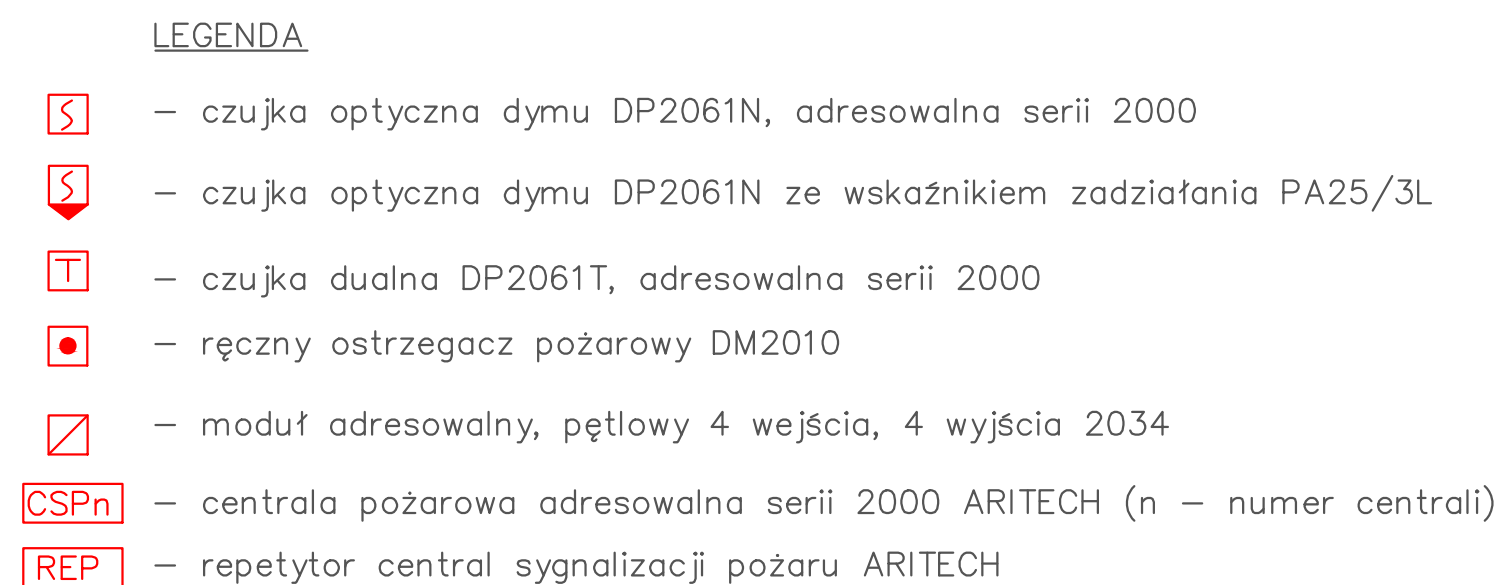 LEGENDA
S – czujka optyczna dymu DP2061N, adresowalna serii 2000
S – czujka optyczna dymu DP2061N ze wskaźnikiem zadziałania PA25/3L
T – czujka dualna DP2061T, adresowalna serii 2000
– ręczny ostrzegacz pożarowy DM2010
– moduł adresowalny, pętlowy 4 wejścia, 4 wyjścia 2034
CSPn – centrala pożarowa adresowalna serii 2000 ARITECH (n – numer centrali)
REP – repetytor central sygnalizacji pożaru ARITECH